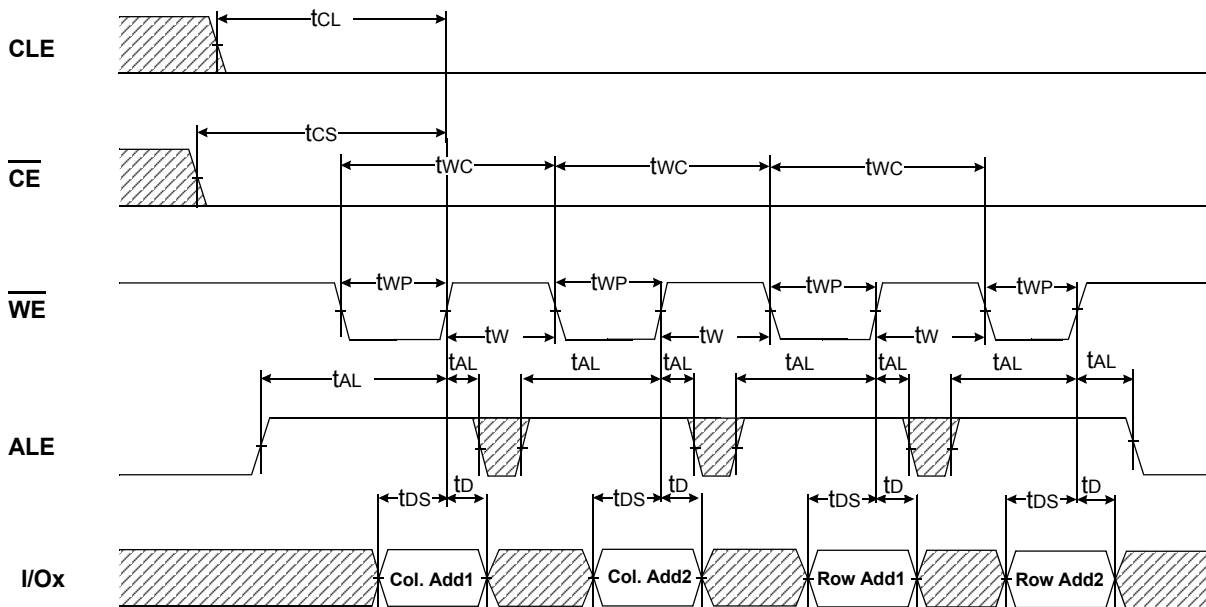 tCL
CLE
tCS
CE
tWC tWC tWC
WE
tWP tWP tWP tWP
tW tW tW
tAL tAL tAL tAL tAL tAL tAL tAL
ALE
tDS tD tDS tD tDS tD tDS tD
I/Ox Col. Add1 Col. Add2 Row Add1 Row Add2